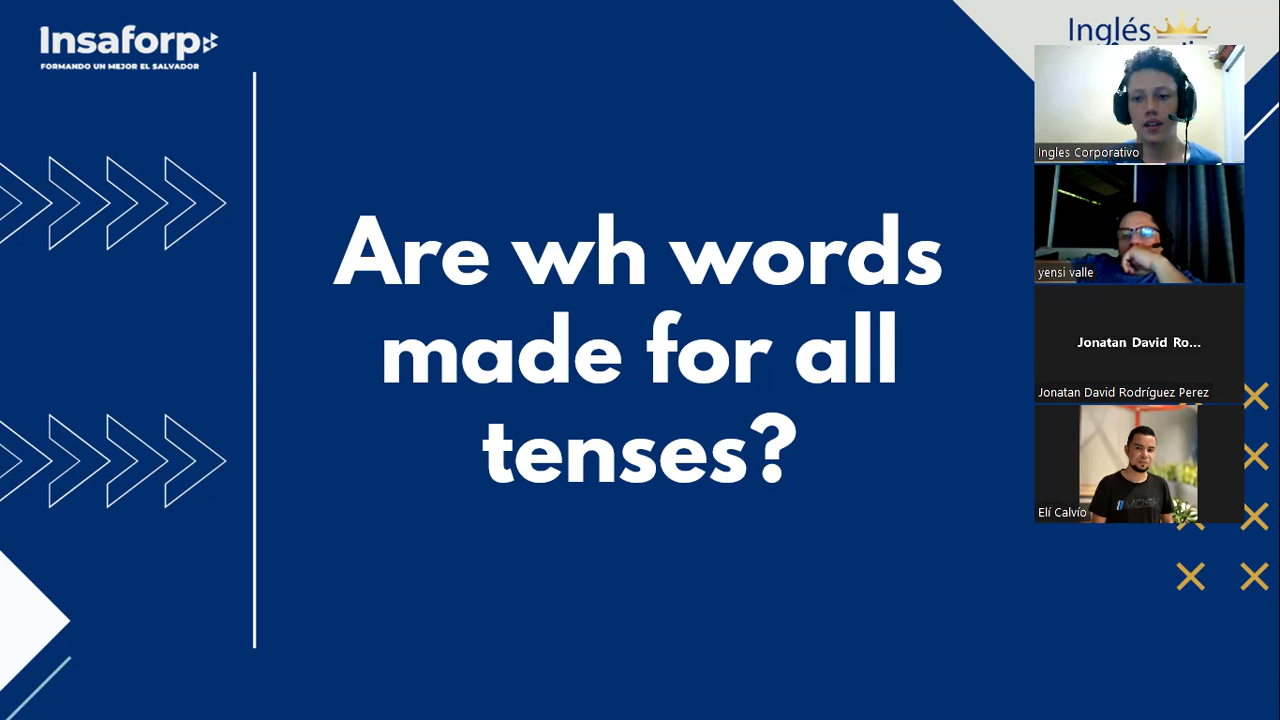 Insaforp
FORMANDO UN MEJOR EL SALVADOR
Inglés
Are wh words
made for all
tenses?
Ingles Corporativo
yensi valle
Jonatan David Ro...
Jonatan David Rodríguez Perez
Elí Calvío